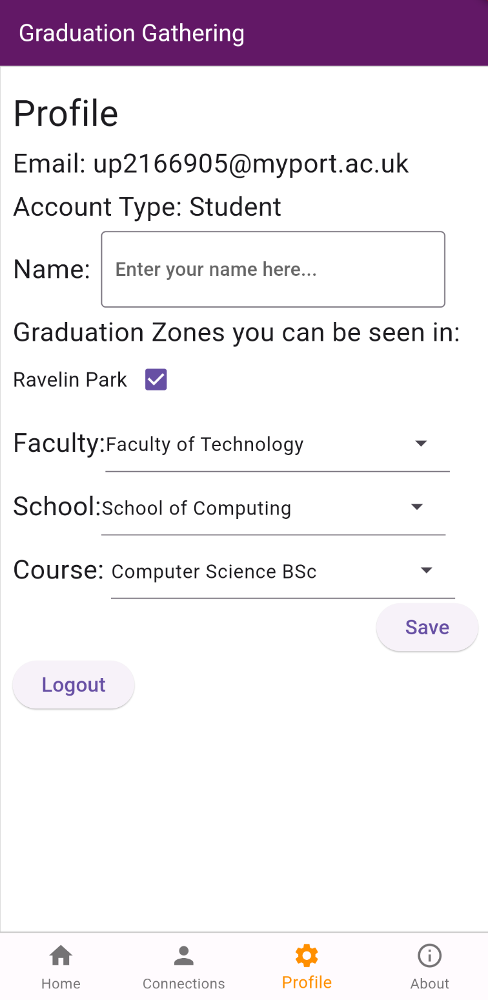 Graduation Gathering
Profile
Email: up2166905@myport.ac.uk
Account Type: Student
Name: Enter your name here...
Graduation Zones you can be seen in:
Ravelin Park
Faculty: Faculty of Technology
School: School of Computing
Course: Computer Science BSc
Save
Logout
Home Connections Profile About